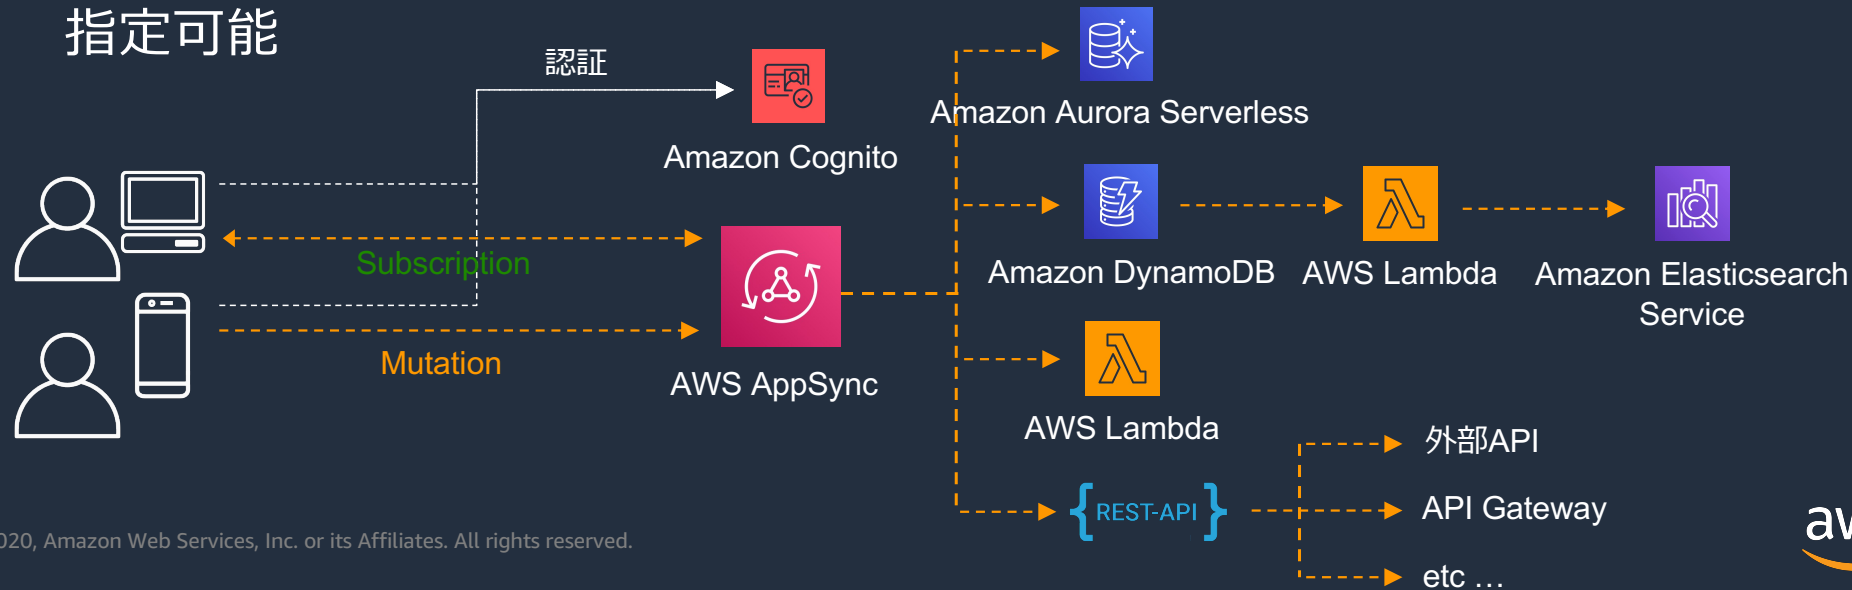 指定可能
認証
Amazon Cognito
Subscription
Mutation
AWS AppSync
Amazon Aurora Serverless
Amazon DynamoDB
AWS Lambda
Amazon Elasticsearch
Service
AWS Lambda
{REST-API}
外部API
API Gateway
etc …
020, Amazon Web Services, Inc. or its Affiliates. All rights reserved.